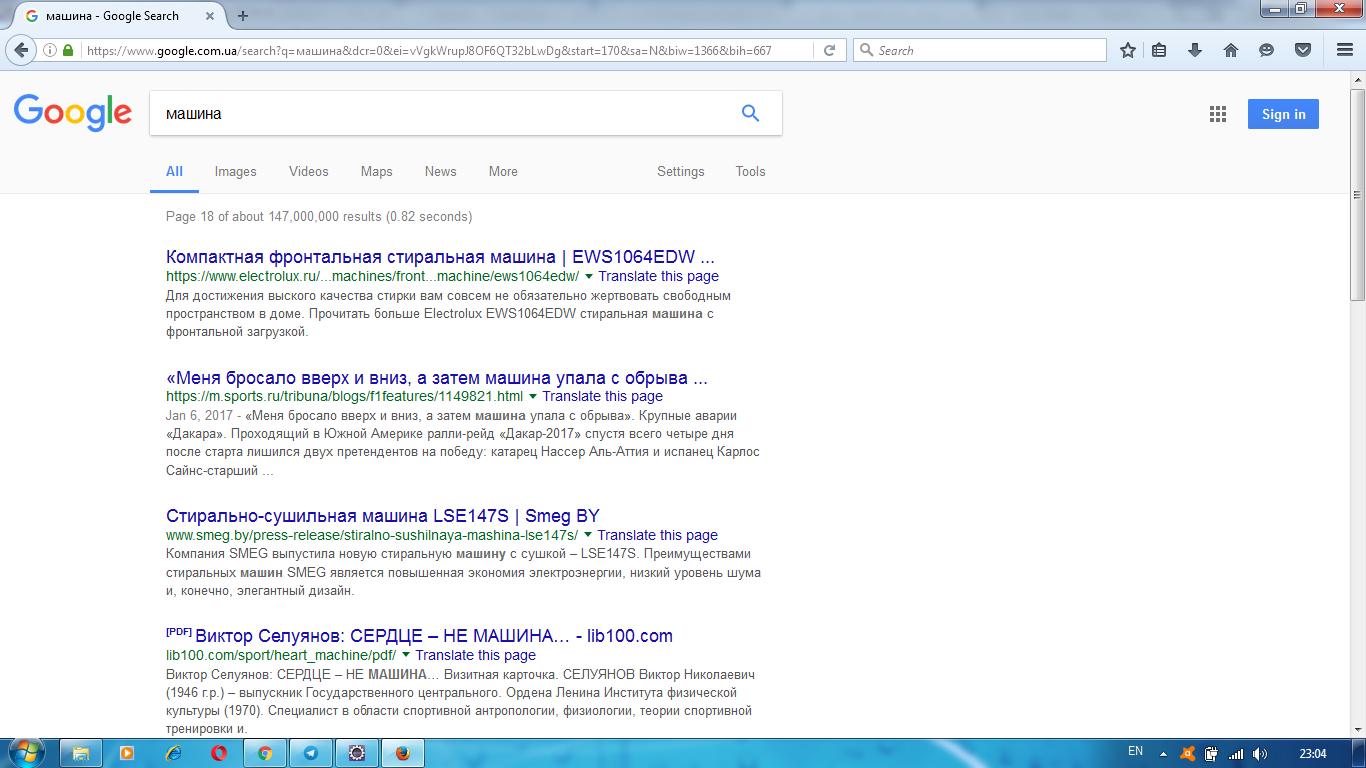 машина - Google Search
https://www.google.com.ua/search?q=машина&dcr=0&ei=vVgkWrupJ8OF6QT32bLwDg&start=170&sa=N&biw=1366&bih=667
Search
Google
машина
Sign in
All Images Videos Maps News More Settings Tools
Page 18 of about 147,000,000 results (0.82 seconds)
Компактная фронтальная стиральная машина | EWS1064EDW ...
https://www.electrolux.ru/...machines/front...machine/ews1064edw/ Translate this page
Для достижения выского качества стирки вам совсем не обязательно жертвовать свободным
пространством в доме. Прочитать больше Electrolux EWS1064EDW стиральная машина с
фронтальной загрузкой.
«Меня бросало вверх и вниз, а затем машина упала с обрыва ...
https://m.sports.ru/tribuna/blogs/f1features/1149821.html Translate this page
Jan 6, 2017 - «Меня бросало вверх и вниз, а затем машина упала с обрыва». Крупные аварии
«Дакара». Проходящий в Южной Америке ралли-рейд «Дакар-2017» спустя всего четыре дня
после старта лишился двух претендентов на победу: катарец Нассер Аль-Аттия и испанец Карлос
Сайнс-старший ...
Стирально-сушильная машина LSE147S | Smeg BY
www.smeg.by/press-release/stiralno-sushilnaya-mashina-lse147s/ Translate this page
Компания SMEG выпустила новую стиральную машину с сушкой – LSE147S. Преимуществами
стиральных машин SMEG является повышенная экономия электроэнергии, низкий уровень шума
и, конечно, элегантный дизайн.
[PDF] Виктор Селуянов: СЕРДЦЕ – НЕ МАШИНА… - lib100.com
lib100.com/sport/heart_machine/pdf/ Translate this page
Виктор Селуянов: СЕРДЦЕ – НЕ МАШИНА… Визитная карточка. СЕЛУЯНОВ Виктор Николаевич
(1946 г.р.) – выпускник Государственного центрального. Ордена Ленина Института физической
культуры (1970). Специалист в области спортивной антропологии, физиологии, теории спортивной
тренировки и.
EN
23:04